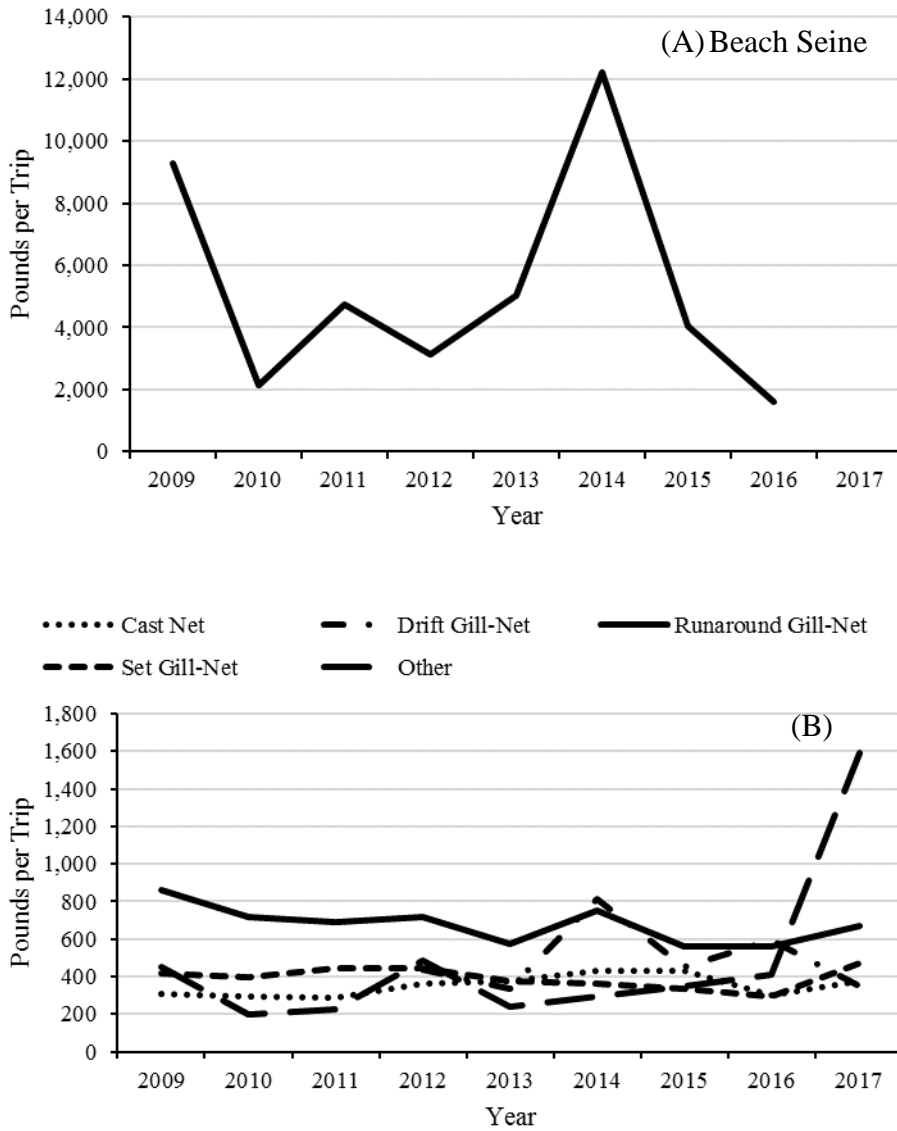 (A) Beach Seine
14,000
12,000
10,000
8,000
6,000
4,000
2,000
0
Pounds per Trip
2009 2010 2011 2012 2013 2014 2015 2016 2017
Year
Cast Net Drift Gill-Net Runaround Gill-Net
Set Gill-Net Other
(B)
1,800
1,600
1,400
1,200
1,000
800
600
400
200
0
Pounds per Trip
2009 2010 2011 2012 2013 2014 2015 2016 2017
Year